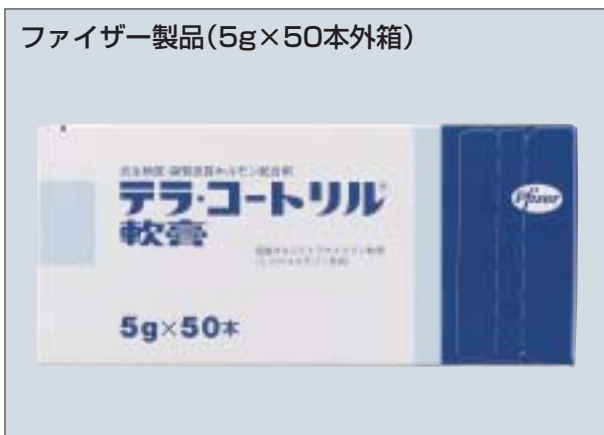 ファイザー製品(5g×50本外箱)
抗生物質・副腎皮質ホルモン配合剤
テラ・コートリル®
軟膏
5g×50本
Pfizer